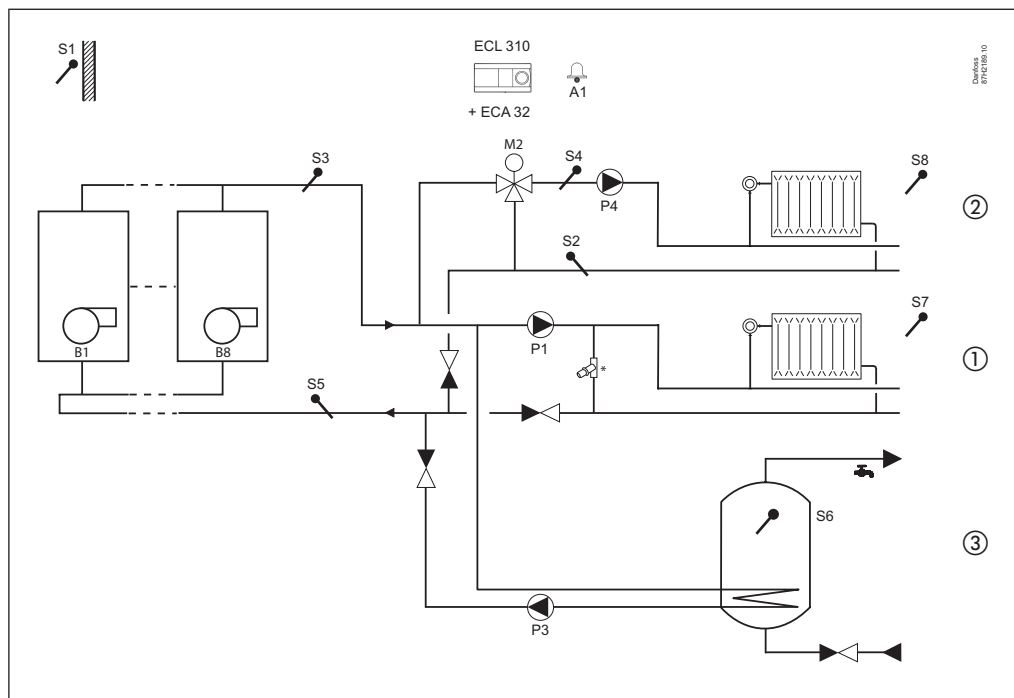 S1
ECL 310
A1
+ ECA 32
Danfoss
87H2189.10
M2
S3
S4
S8
P4
②
S2
S7
B1
B8
P1
①
*
S5
S6
③
P3